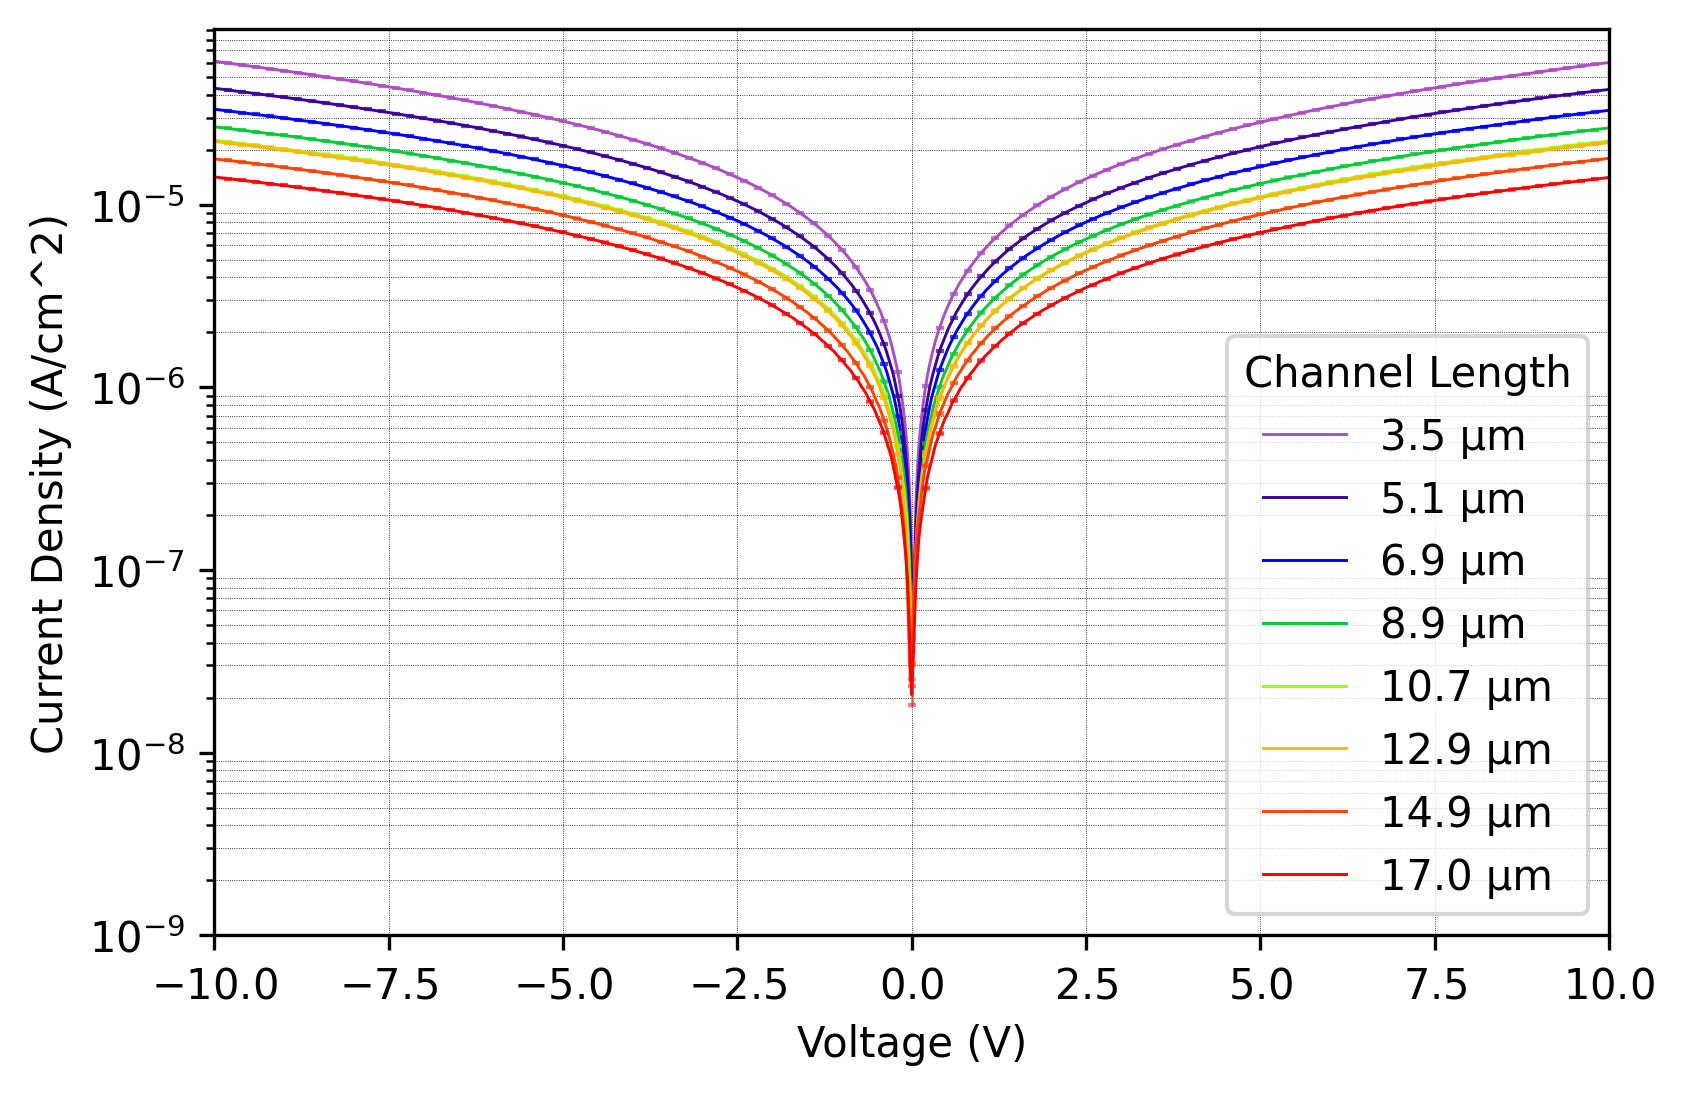 Current Density (A/cm^2)
10⁻⁵
10⁻⁶
10⁻⁷
10⁻⁸
10⁻⁹
Channel Length
3.5 µm
5.1 µm
6.9 µm
8.9 µm
10.7 µm
12.9 µm
14.9 µm
17.0 µm
−10.0 −7.5 −5.0 −2.5 0.0 2.5 5.0 7.5 10.0
Voltage (V)